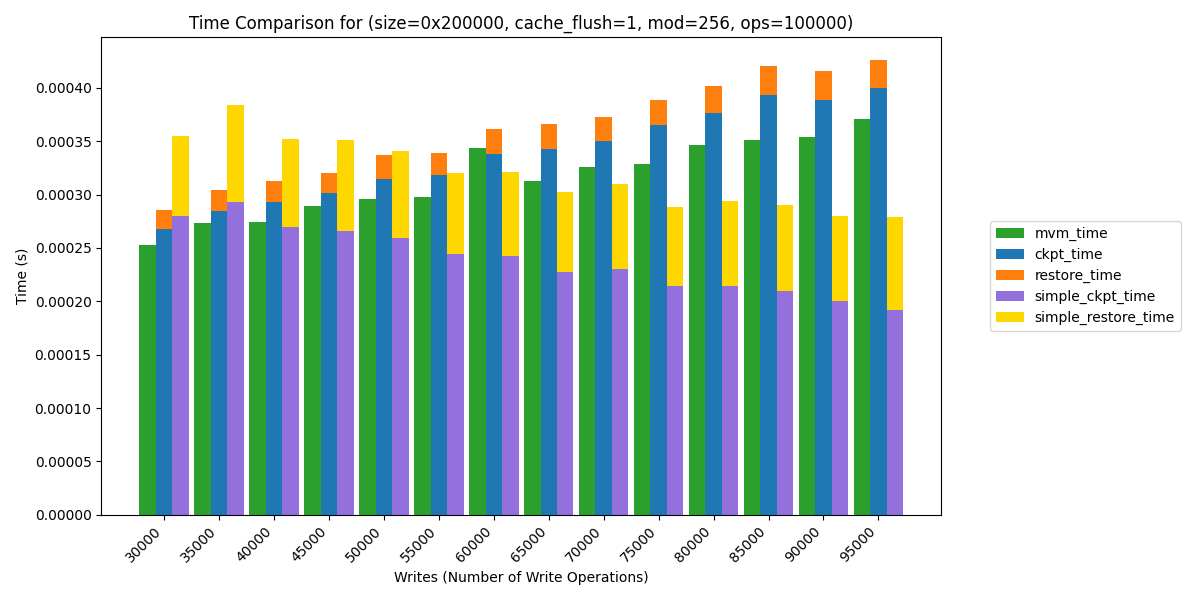 Time Comparison for (size=0x200000, cache_flush=1, mod=256, ops=100000)
Time (s)
0.00040
0.00035
0.00030
0.00025
0.00020
0.00015
0.00010
0.00005
0.00000
30000
35000
40000
45000
50000
55000
60000
65000
70000
75000
80000
85000
90000
95000
Writes (Number of Write Operations)
mvm_time
ckpt_time
restore_time
simple_ckpt_time
simple_restore_time